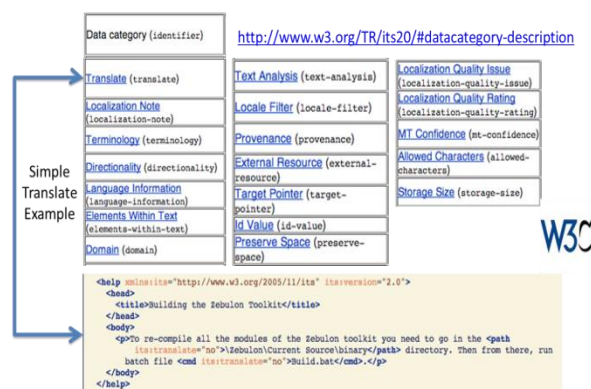 Data category (identifier)
http://www.w3.org/TR/its20/#datacategory-description
Translate (translate)
Localization Note
(localization-note)
Terminology (terminology)
Directionality (directionality)
Language Information
(language-information)
Elements Within Text
(elements-within-text)
Domain (domain)
Text Analysis (text-analysis)
Locale Filter (locale-filter)
Provenance (provenance)
External Resource (external-
resource)
Target Pointer (target-
pointer)
Id Value (id-value)
Preserve Space (preserve-
space)
Localization Quality Issue
(localization-quality-issue)
Localization Quality Rating
(localization-quality-rating)
MT Confidence (mt-confidence)
Allowed Characters (allowed-
characters)
Storage Size (storage-size)
Simple
Translate
Example
W3C
<help xmlns:its="http://www.w3.org/2005/11/its" its:version="2.0">
<head>
<title>Building the Zebulon Toolkit</title>
</head>
<body>
<p>To re-compile all the modules of the Zebulon toolkit you need to go in the <path
its:translate="no">\Zebulon\Current Source\binary</path> directory. Then from there, run
batch file <cmd its:translate="no">Build.bat</cmd>.</p>
</body>
</help>